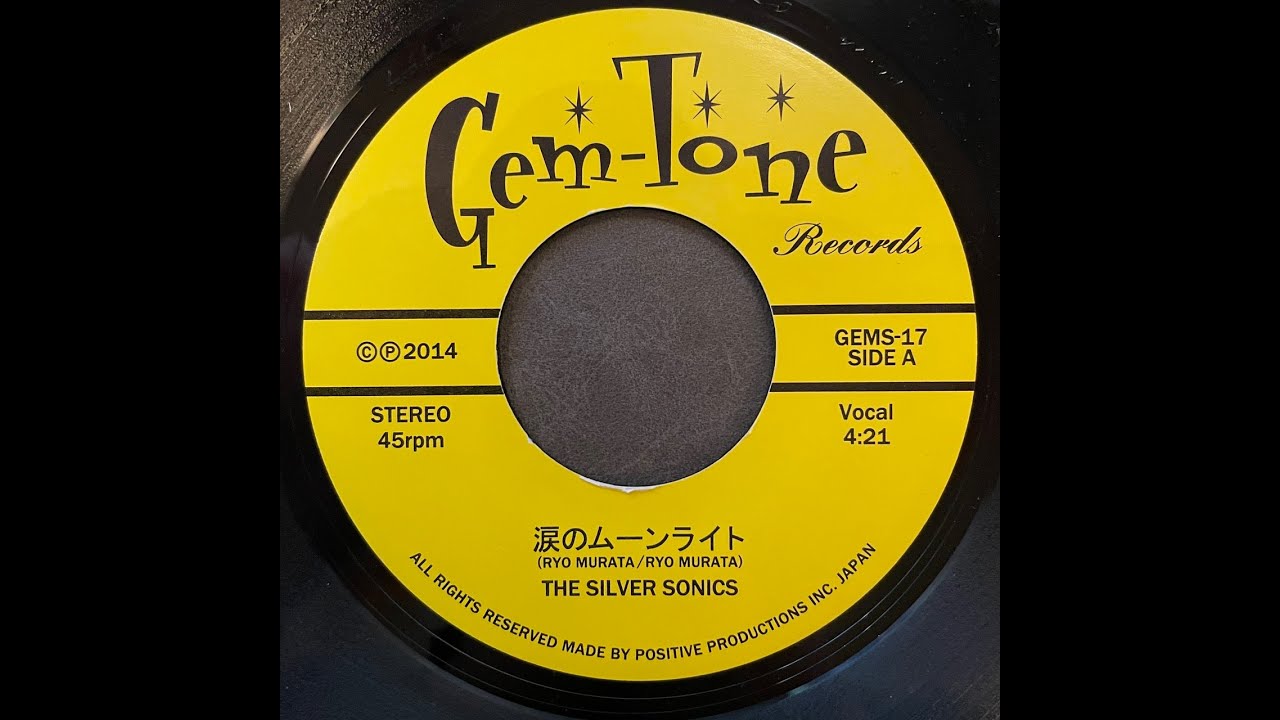 Gem-Tone
Records
©℗2014
GEMS-17
SIDE A
STEREO
45rpm
Vocal
4:21
涙のムーンライト
(RYO MURATA/RYO MURATA)
THE SILVER SONICS
ALL RIGHTS RESERVED MADE BY POSITIVE PRODUCTIONS INC. JAPAN